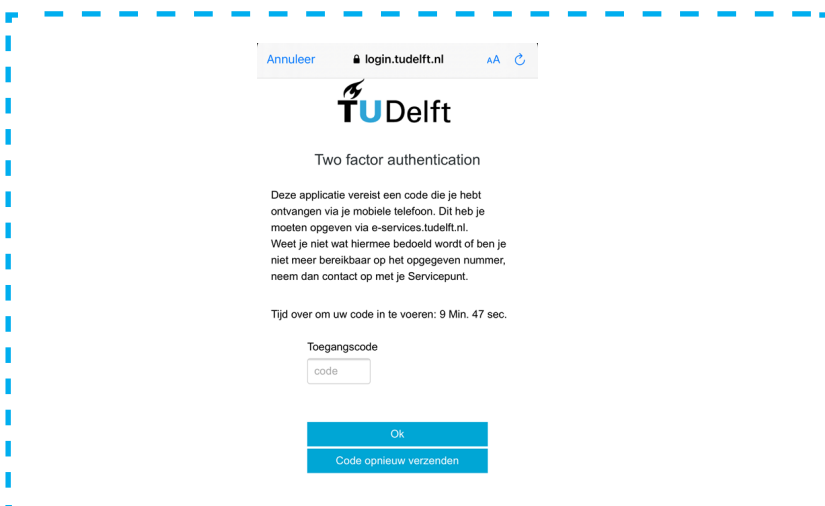 Annuleer login.tudelft.nl AA
TUDelft
Two factor authentication
Deze applicatie vereist een code die je hebt
ontvangen via je mobiele telefoon. Dit heb je
moeten opgeven via e-services.tudelft.nl.
Weet je niet wat hiermee bedoeld wordt of ben je
niet meer bereikbaar op het opgegeven nummer,
neem dan contact op met je Servicepunt.
Tijd over om uw code in te voeren: 9 Min. 47 sec.
Toegangscode
code
Ok
Code opnieuw verzenden